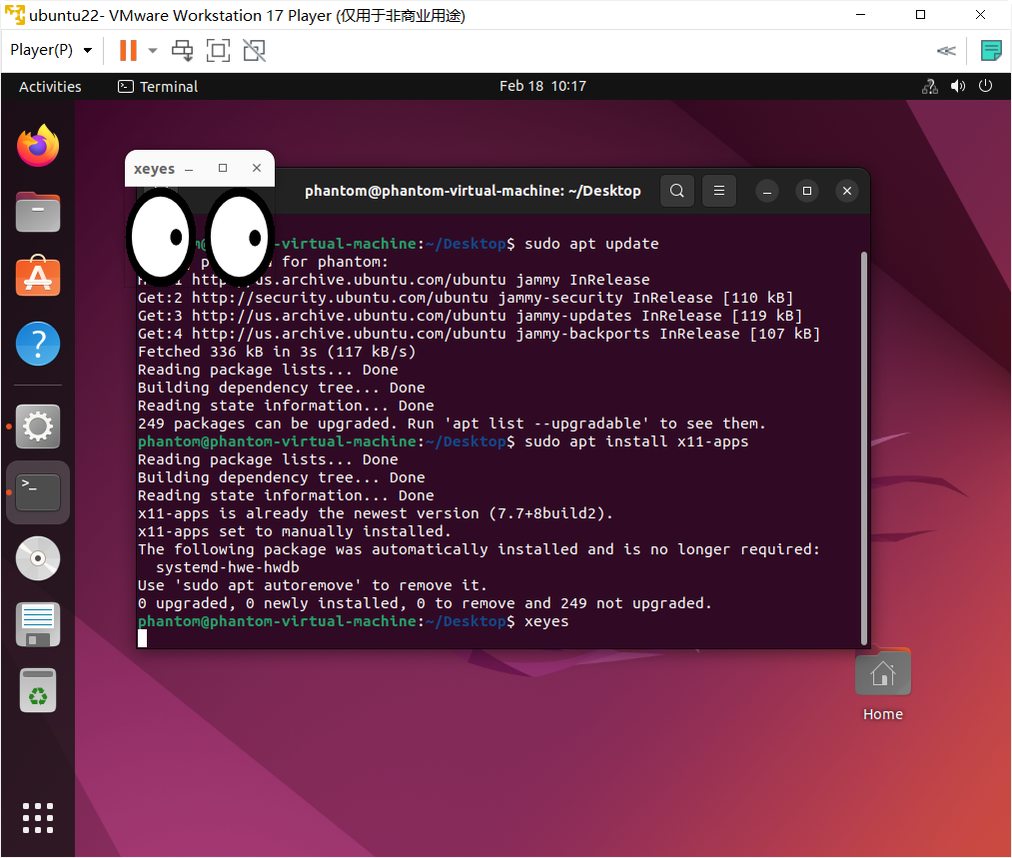 ubuntu22- VMware Workstation 17 Player (仅用于非商业用途)
Player(P)
Activities
Terminal
Feb 18 10:17
xeyes
phantom@phantom-virtual-machine: ~/Desktop
-virtual-machine:~/Desktop$ sudo apt update
for phantom:
http://us.archive.ubuntu.com/ubuntu jammy InRelease
Get:2 http://security.ubuntu.com/ubuntu jammy-security InRelease [110 kB]
Get:3 http://us.archive.ubuntu.com/ubuntu jammy-updates InRelease [119 kB]
Get:4 http://us.archive.ubuntu.com/ubuntu jammy-backports InRelease [107 kB]
Fetched 336 kB in 3s (117 kB/s)
Reading package lists... Done
Building dependency tree... Done
Reading state information... Done
249 packages can be upgraded. Run 'apt list --upgradable' to see them.
phantom@phantom-virtual-machine:~/Desktop$ sudo apt install x11-apps
Reading package lists... Done
Building dependency tree... Done
Reading state information... Done
x11-apps is already the newest version (7.7+8build2).
x11-apps set to manually installed.
The following package was automatically installed and is no longer required:
systemd-hwe-hwdb
Use 'sudo apt autoremove' to remove it.
0 upgraded, 0 newly installed, 0 to remove and 249 not upgraded.
phantom@phantom-virtual-machine:~/Desktop$ xeyes
Home